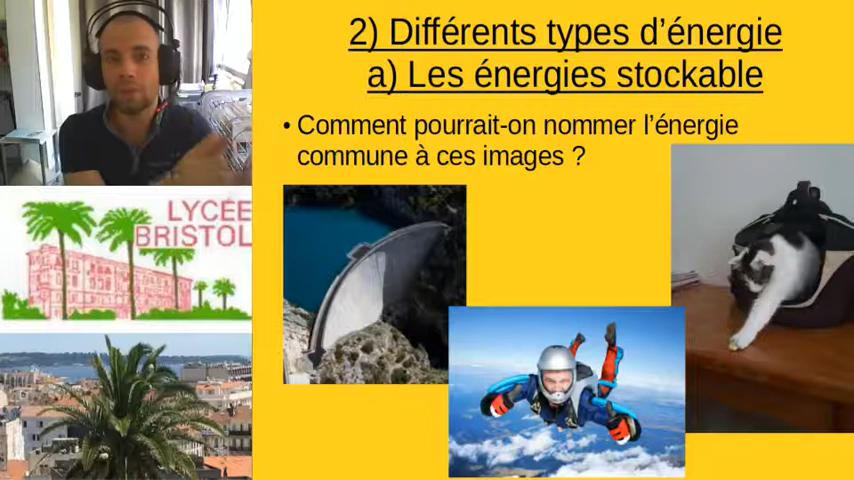 LYCÉE
BRISTOL
2) Différents types d'énergie
a) Les énergies stockable
• Comment pourrait-on nommer l'énergie
commune à ces images ?